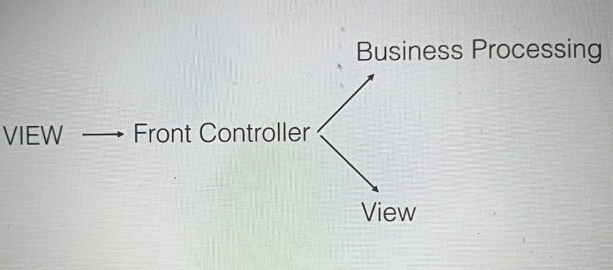 Business Processing
VIEW
Front Controller
View